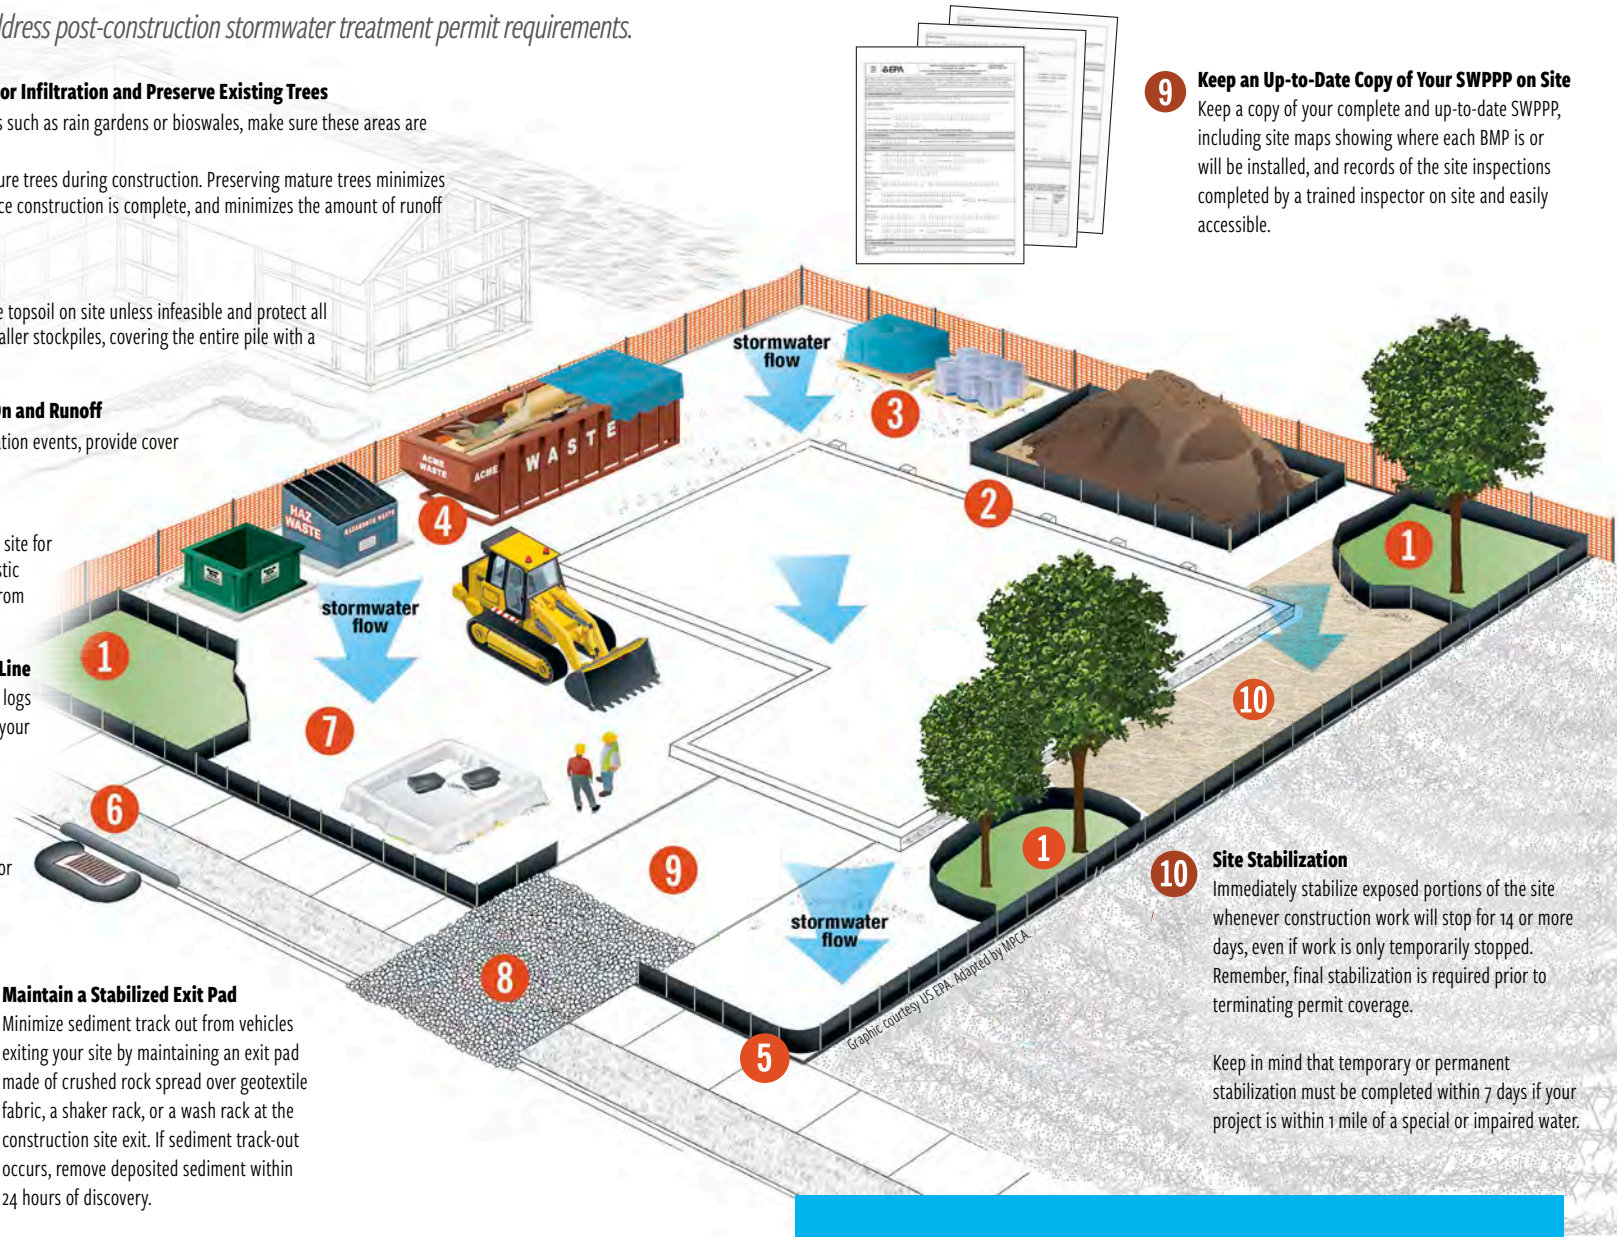 ddress post-construction stormwater treatment permit requirements.
or Infiltration and Preserve Existing Trees
s such as rain gardens or bioswales, make sure these areas are
ure trees during construction. Preserving mature trees minimizes
ce construction is complete, and minimizes the amount of runoff
e topsoil on site unless infeasible and protect all
aller stockpiles, covering the entire pile with a
On and Runoff
ation events, provide cover
site for
stic
rom
Line
logs
your
or
Maintain a Stabilized Exit Pad
Minimize sediment track out from vehicles
exiting your site by maintaining an exit pad
made of crushed rock spread over geotextile
fabric, a shaker rack, or a wash rack at the
construction site exit. If sediment track-out
occurs, remove deposited sediment within
24 hours of discovery.
EPA
9
Keep an Up-to-Date Copy of Your SWPPP on Site
Keep a copy of your complete and up-to-date SWPPP,
including site maps showing where each BMP is or
will be installed, and records of the site inspections
completed by a trained inspector on site and easily
accessible.
stormwater
flow
3
ACME
WASTE
ACME
WASTE
4
HAZ
WASTE
HAZARDOUS WASTE
2
1
stormwater
flow
1
7
10
6
9
1
8
stormwater
flow
5
Graphic courtesy US EPA. Adapted by MPCA.
10
Site Stabilization
Immediately stabilize exposed portions of the site
whenever construction work will stop for 14 or more
days, even if work is only temporarily stopped.
Remember, final stabilization is required prior to
terminating permit coverage.
Keep in mind that temporary or permanent
stabilization must be completed within 7 days if your
project is within 1 mile of a special or impaired water.